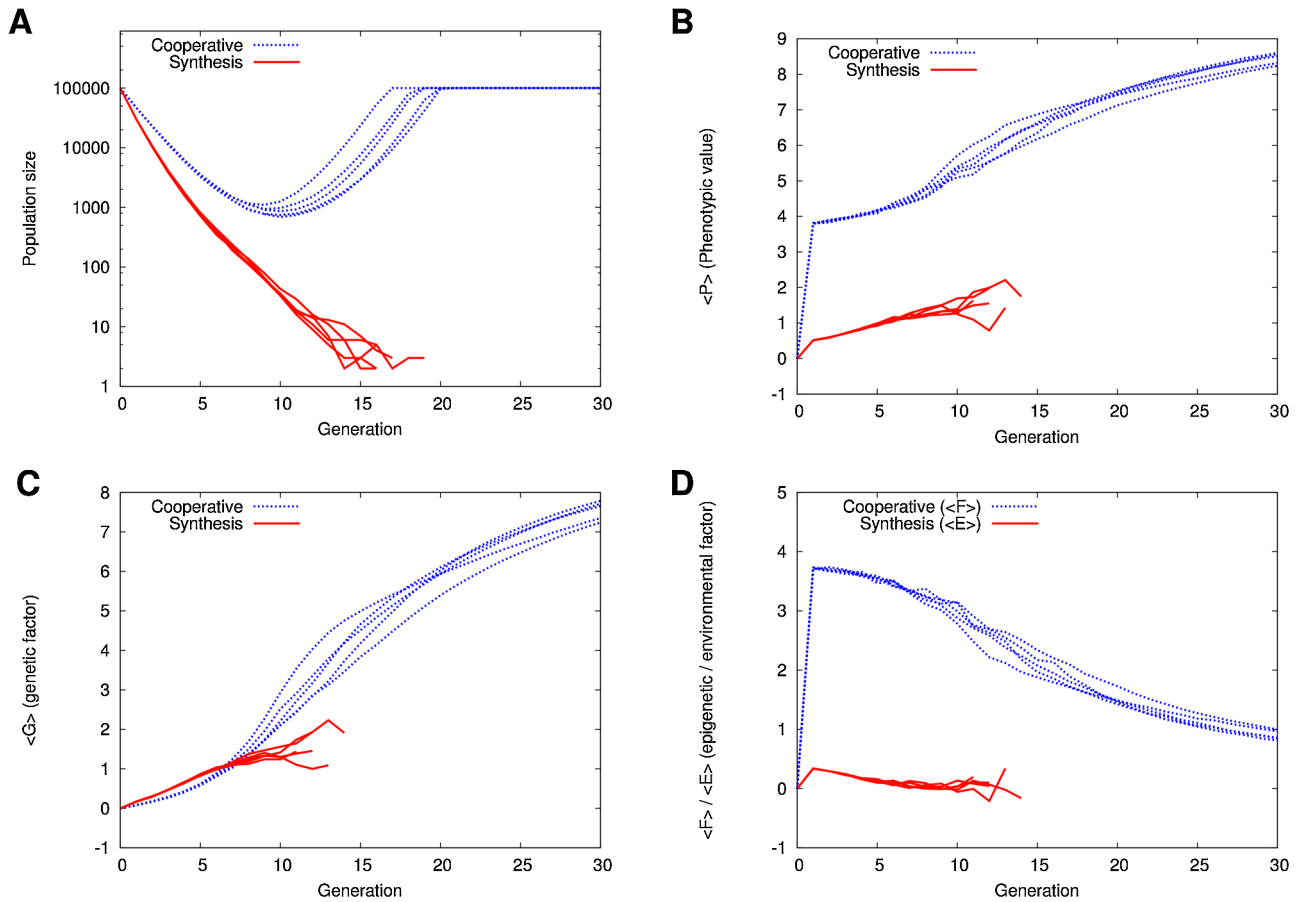 A
Cooperative
Synthesis
100000
10000
1000
100
10
1
Population size
0 5 10 15 20 25 30
Generation
B
Cooperative
Synthesis
9
8
7
6
5
4
3
2
1
0
-1
<P> (Phenotypic value)
0 5 10 15 20 25 30
Generation
C
Cooperative
Synthesis
8
7
6
5
4
3
2
1
0
-1
<G> (genetic factor)
0 5 10 15 20 25 30
Generation
D
Cooperative (<F>)
Synthesis (<E>)
5
4
3
2
1
0
-1
<F> / <E> (epigenetic / environmental factor)
0 5 10 15 20 25 30
Generation